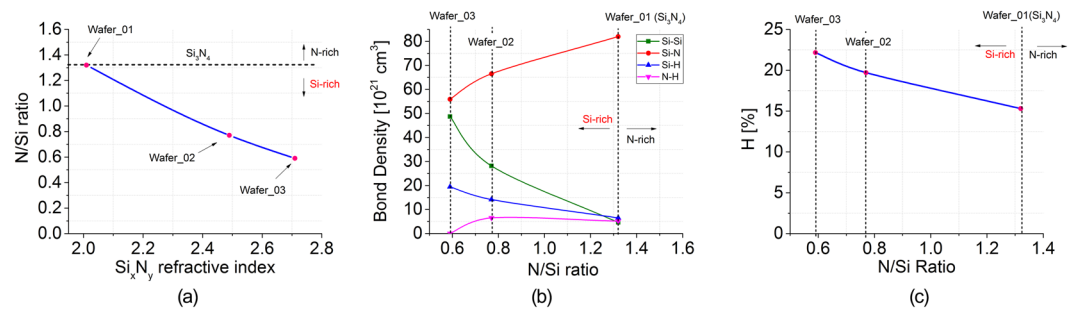 1.6
1.4
1.2
1.0
0.8
0.6
0.4
0.2
0.0
N/Si ratio
Wafer_01
Si₃N₄
N-rich
Si-rich
Wafer_02
Wafer_03
2.0 2.2 2.4 2.6 2.8
SiₓNᵧ refractive index
(a)
Wafer_03
Wafer_01 (Si₃N₄)
Wafer_02
80
70
60
50
40
30
20
10
0
Bond Density [10²¹ cm³]
Si-Si
Si-N
Si-H
N-H
Si-rich
N-rich
0.6 0.8 1.0 1.2 1.4 1.6
N/Si ratio
(b)
Wafer_03
Wafer_01(Si₃N₄)
Wafer_02
25
20
15
10
5
0
H [%]
Si-rich
N-rich
0.6 0.8 1.0 1.2 1.4
N/Si Ratio
(c)